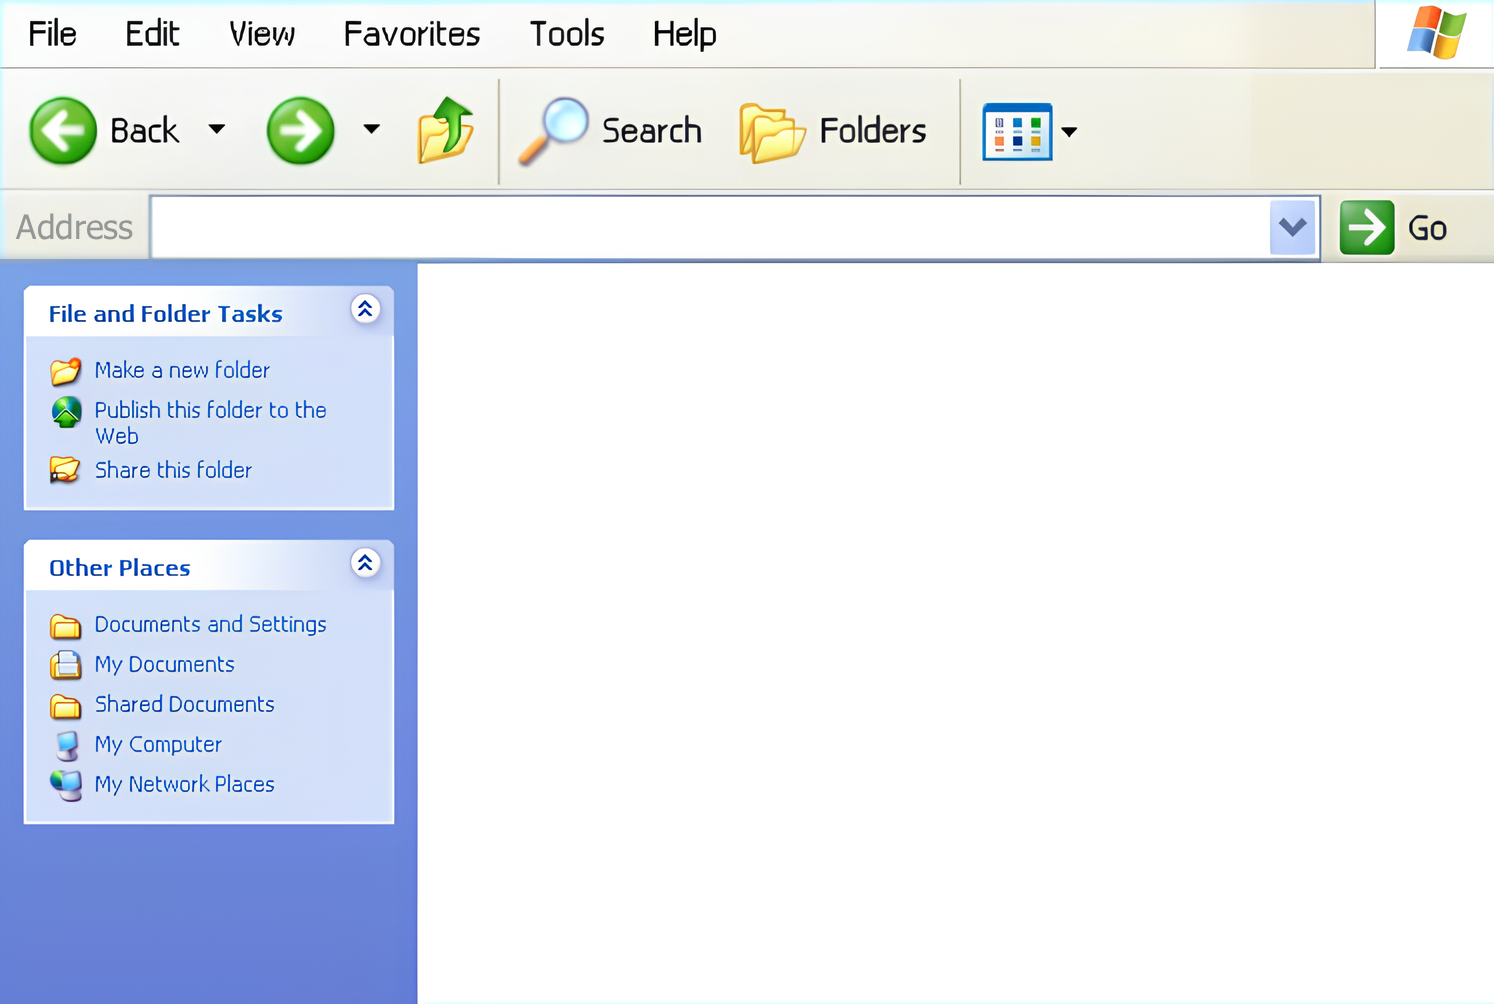 File Edit View Favorites Tools Help
Back Search Folders
Address Go
File and Folder Tasks
Make a new folder
Publish this folder to the
Web
Share this folder
Other Places
Documents and Settings
My Documents
Shared Documents
My Computer
My Network Places